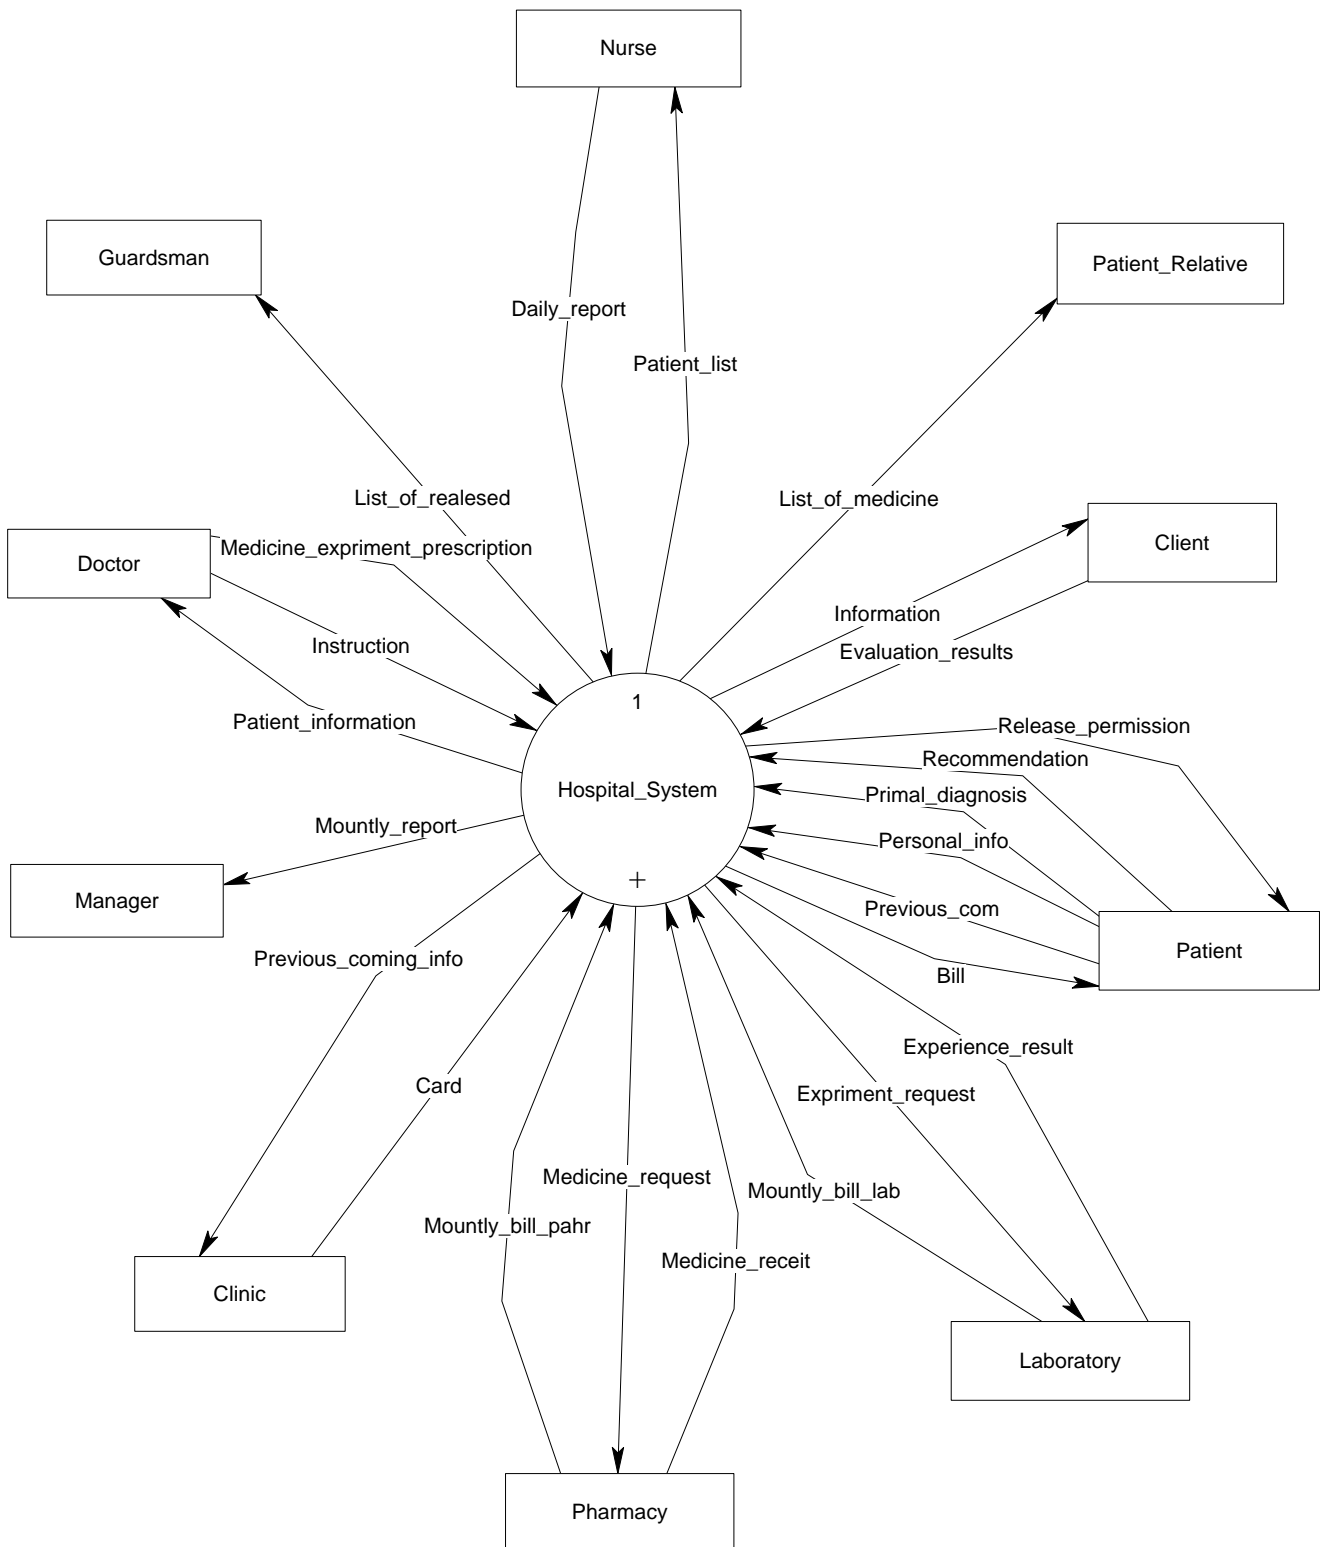 Nurse
Guardsman
Patient_Relative
Daily_report
Patient_list
List_of_realesed
List_of_medicine
Medicine_expriment_prescription
Client
Doctor
Information
Instruction
Evaluation_results
1
Patient_information
Release_permission
Recommendation
Hospital_System
Primal_diagnosis
Mountly_report
Personal_info
+
Manager
Previous_com
Patient
Previous_coming_info
Bill
Experience_result
Card
Expriment_request
Medicine_request
Mountly_bill_lab
Mountly_bill_pahr
Medicine_receit
Clinic
Laboratory
Pharmacy